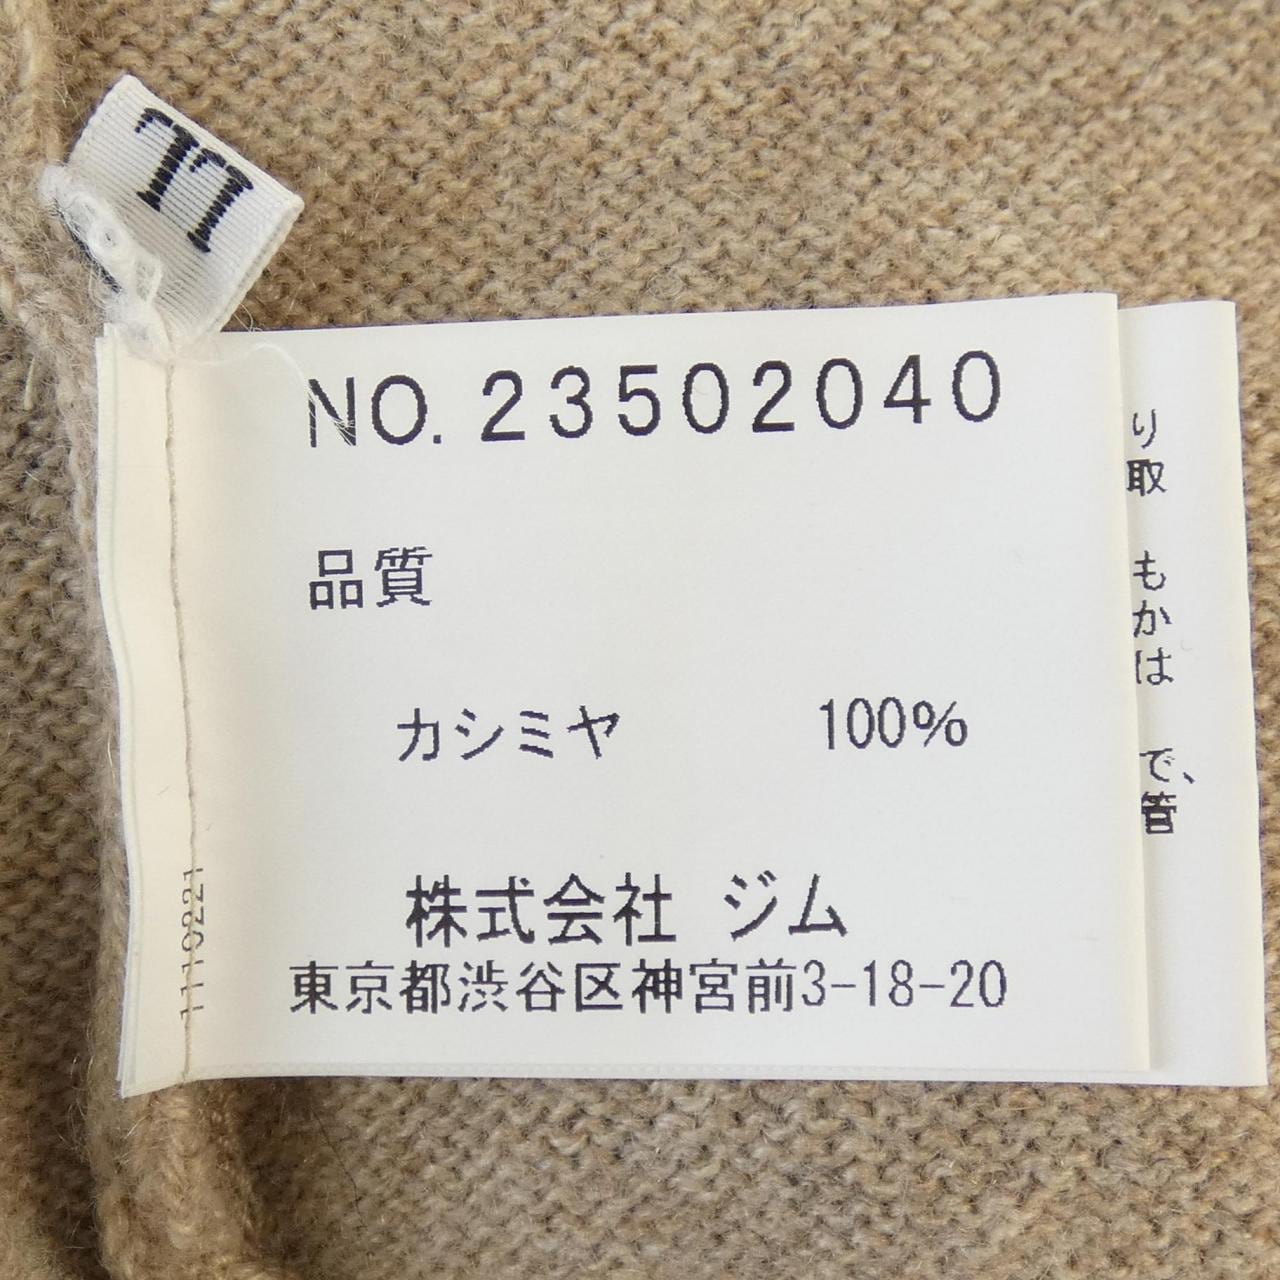 NO. 23502040
品質
カシミヤ 100%
株式会社 ジム
東京都渋谷区神宮前3-18-20
1110221
り
取
も
かは
で、
管